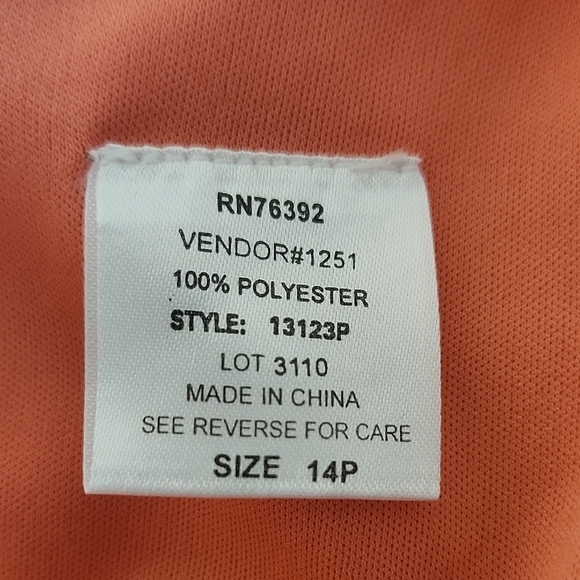 RN76392
VENDOR#1251
100% POLYESTER
STYLE: 13123P
LOT 3110
MADE IN CHINA
SEE REVERSE FOR CARE
SIZE 14P